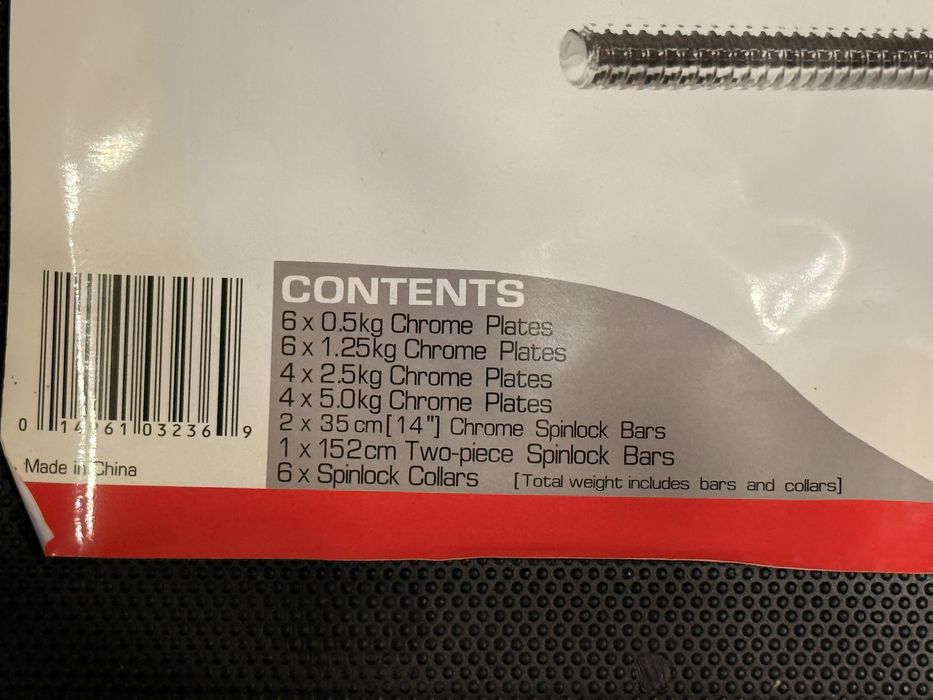 CONTENTS
6 x 0.5kg Chrome Plates
6 x 1.25kg Chrome Plates
4 x 2.5kg Chrome Plates
4 x 5.0kg Chrome Plates
2 x 35cm[14"] Chrome Spinlock Bars
1 x 152cm Two-piece Spinlock Bars
6 x Spinlock Collars [Total weight includes bars and collars]
0 03236 9
Made in China